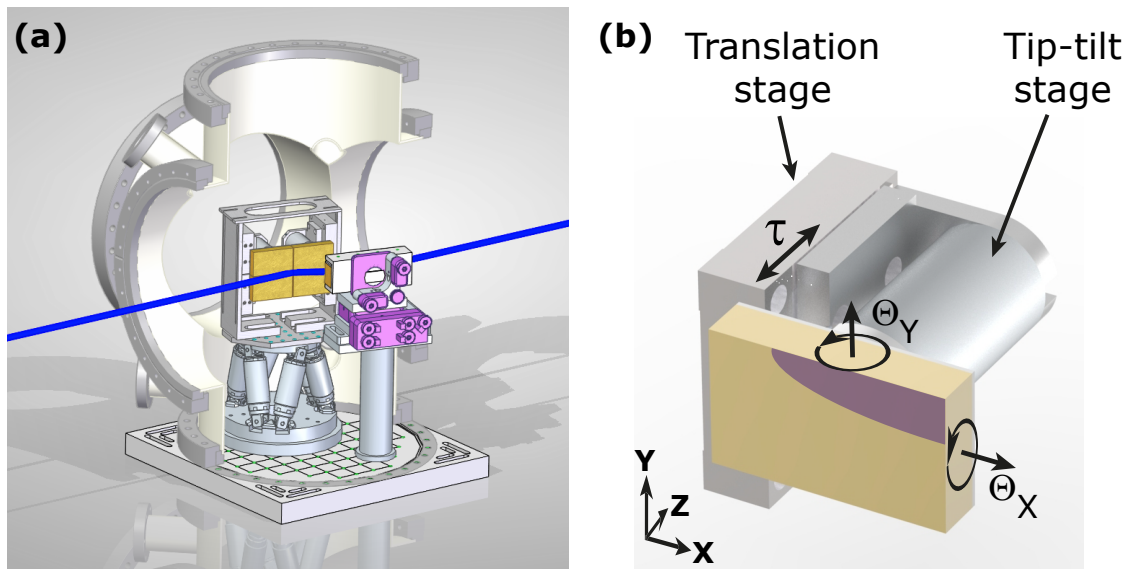 (a)
(b)
Translation
stage
Tip-tilt
stage
τ
Θ_Y
Θ_X
Y
Z
X